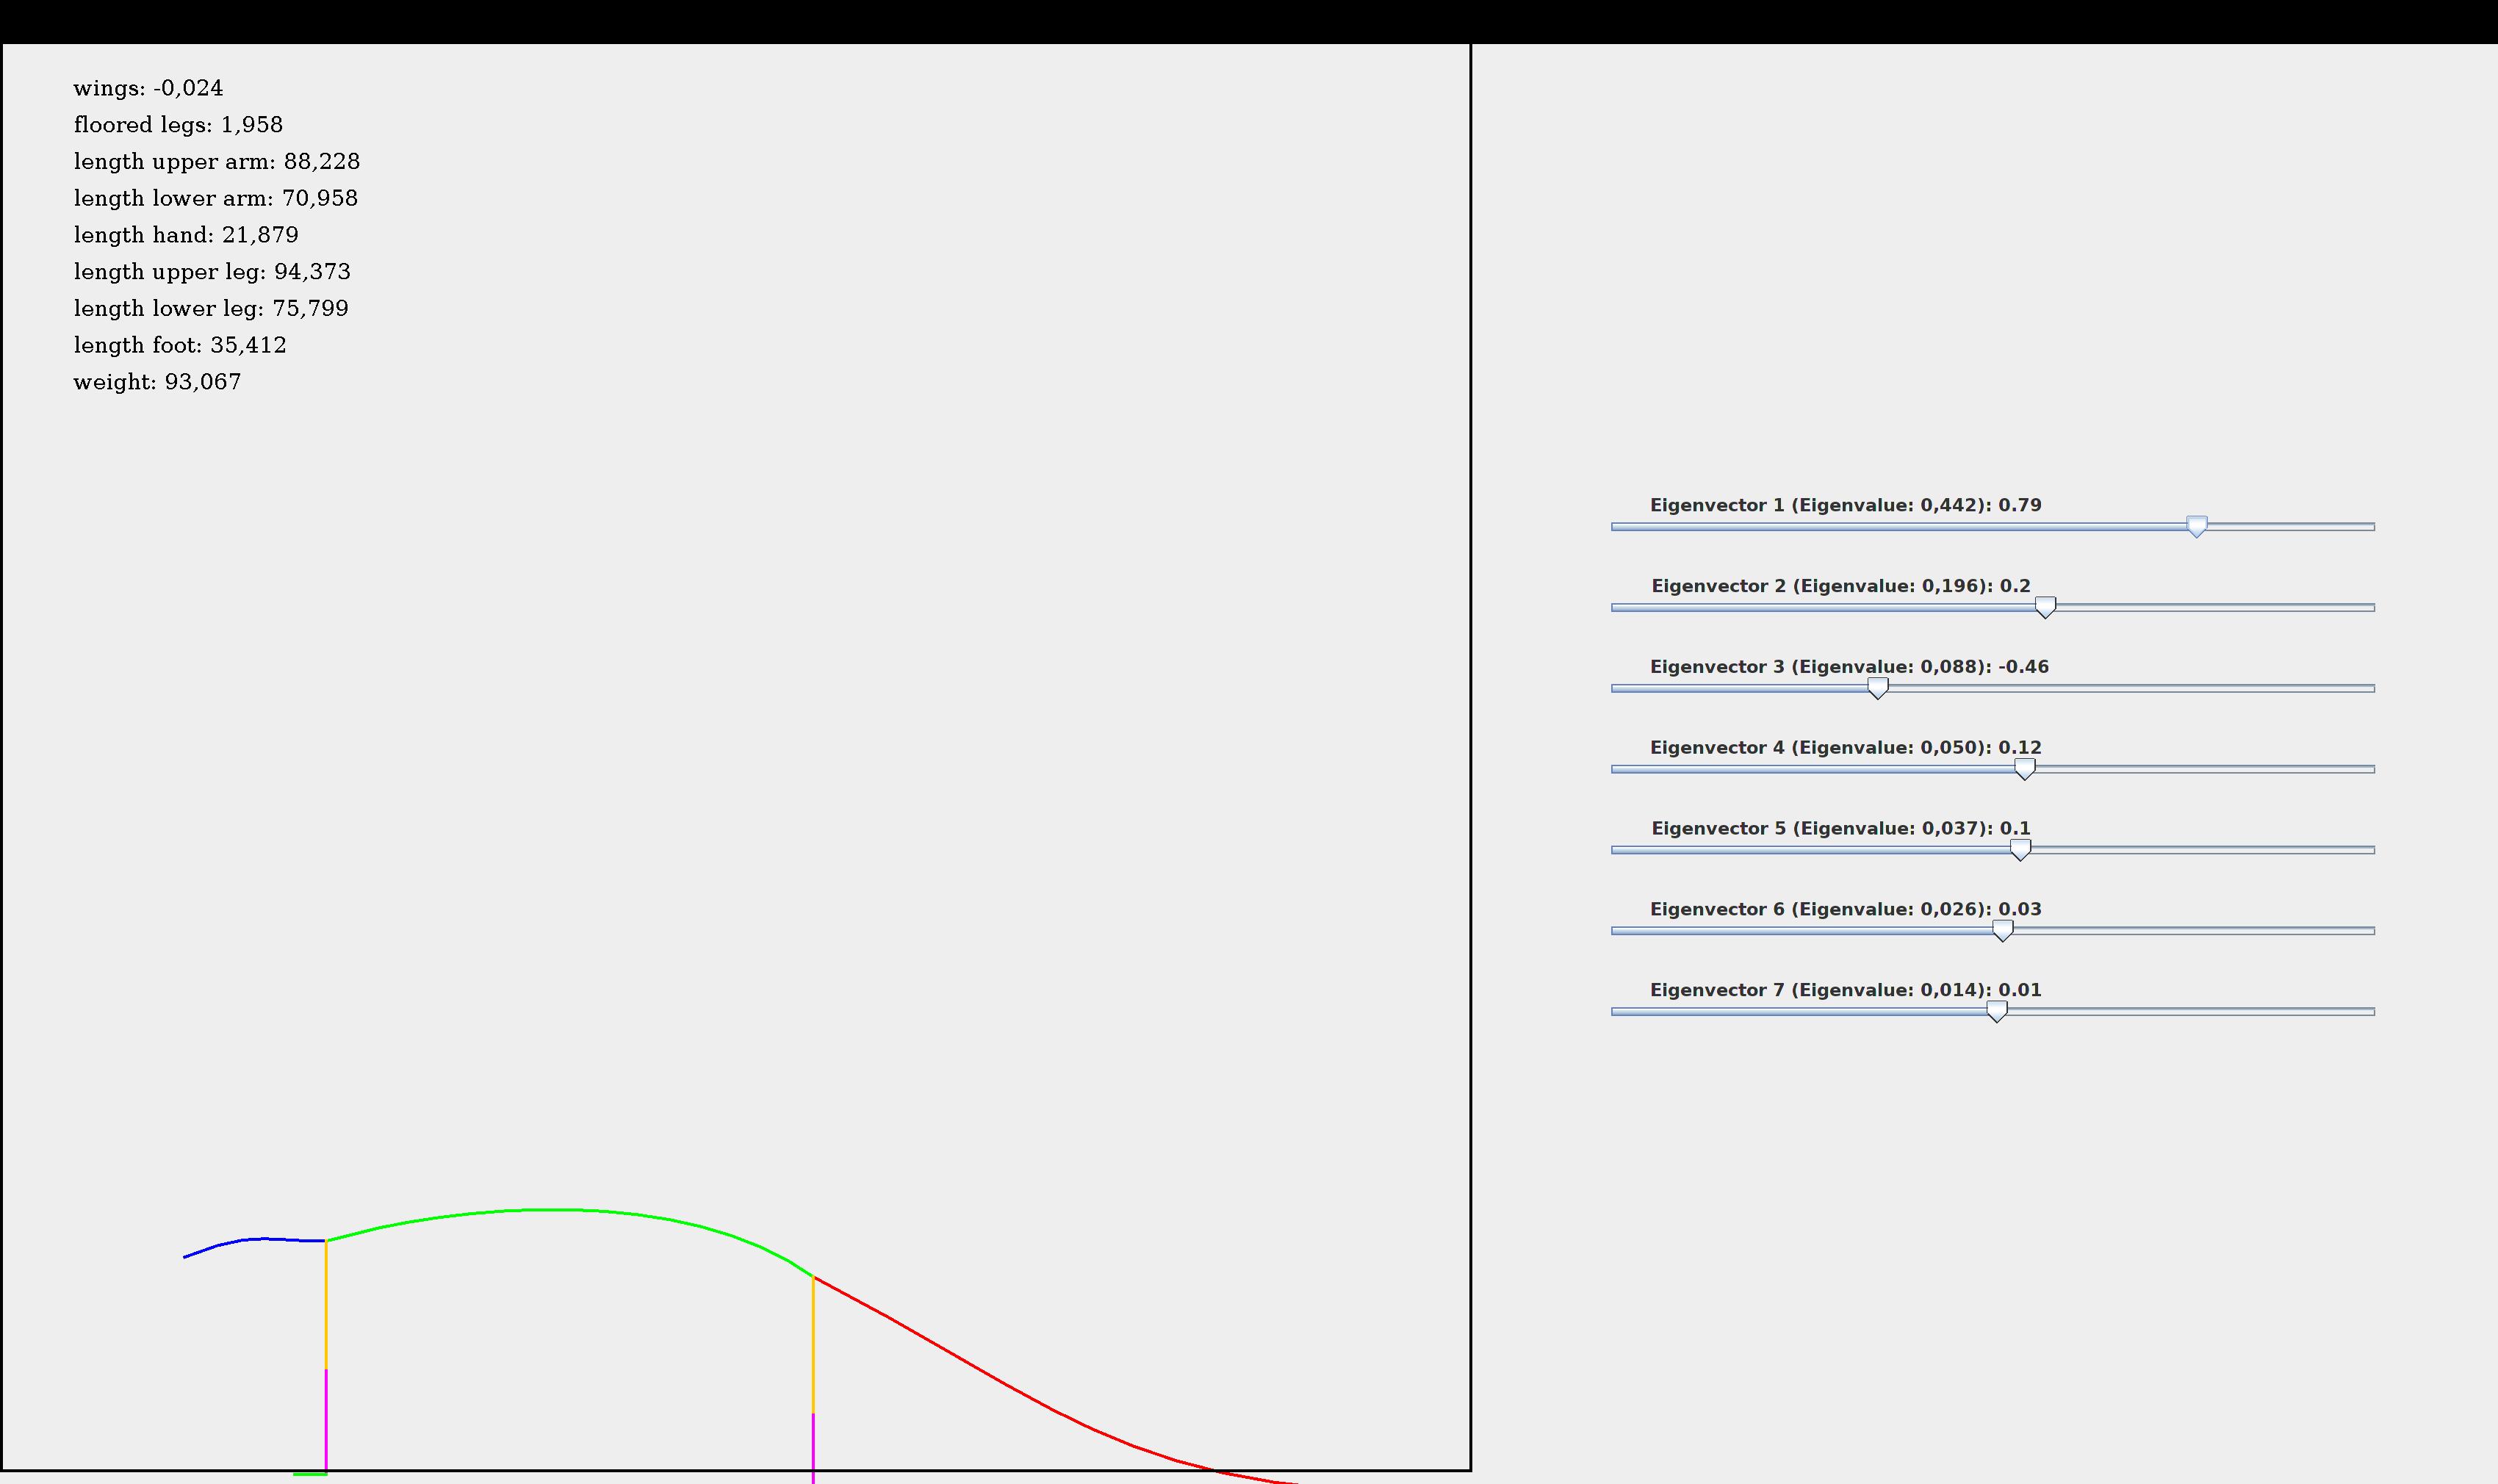 wings: -0,024
floored legs: 1,958
length upper arm: 88,228
length lower arm: 70,958
length hand: 21,879
length upper leg: 94,373
length lower leg: 75,799
length foot: 35,412
weight: 93,067
Eigenvector 1 (Eigenvalue: 0,442): 0.79
Eigenvector 2 (Eigenvalue: 0,196): 0.2
Eigenvector 3 (Eigenvalue: 0,088): -0.46
Eigenvector 4 (Eigenvalue: 0,050): 0.12
Eigenvector 5 (Eigenvalue: 0,037): 0.1
Eigenvector 6 (Eigenvalue: 0,026): 0.03
Eigenvector 7 (Eigenvalue: 0,014): 0.01